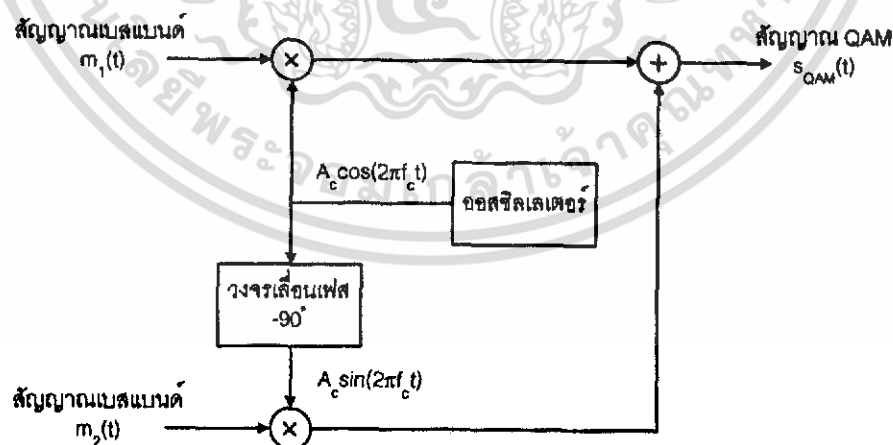 สัญญาณเบสแบนด์
m₁(t)
สัญญาณ QAM
s_QAM(t)
A_c cos(2πf_c t)
ออสซิลเลเตอร์
วงจรเลื่อนเฟส
-90°
A_c sin(2πf_c t)
สัญญาณเบสแบนด์
m₂(t)
×
+
×